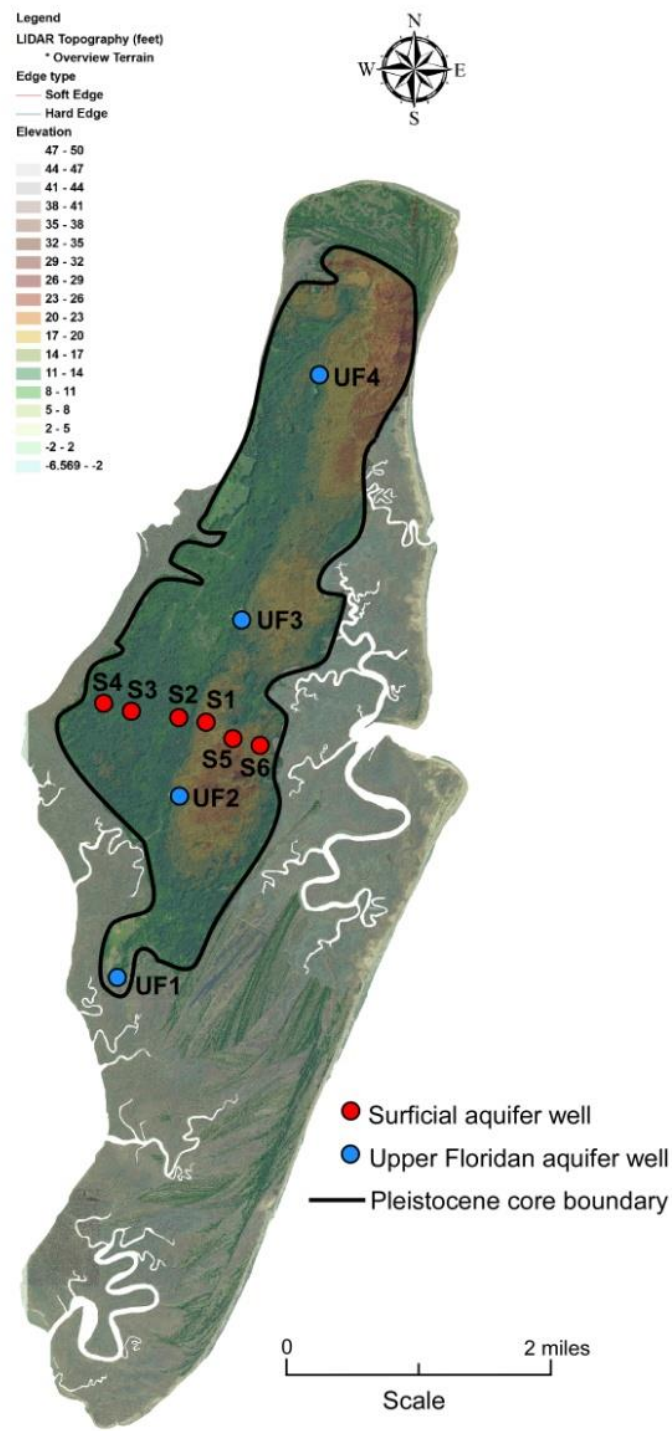 Legend
LIDAR Topography (feet)
* Overview Terrain
Edge type
Soft Edge
Hard Edge
Elevation
47 - 50
44 - 47
41 - 44
38 - 41
35 - 38
32 - 35
29 - 32
26 - 29
23 - 26
20 - 23
17 - 20
14 - 17
11 - 14
8 - 11
5 - 8
2 - 5
-2 - 2
-6.569 - -2
N
W E
S
UF4
UF3
S4 S3 S2 S1
S5 S6
UF2
UF1
Surficial aquifer well
Upper Floridan aquifer well
Pleistocene core boundary
0 2 miles
Scale